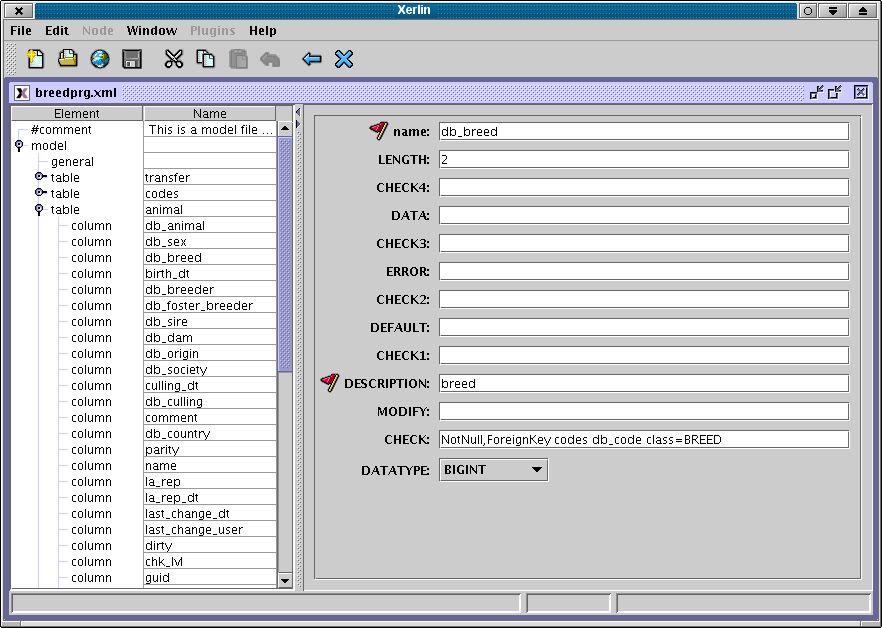 Xerlin
File Edit Node Window Plugins Help
breedprg.xml
Element Name
#comment This is a model file ...
model
general
table transfer
table codes
table animal
column db_animal
column db_sex
column db_breed
column birth_dt
column db_breeder
column db_foster_breeder
column db_sire
column db_dam
column db_origin
column db_society
column culling_dt
column db_culling
column comment
column db_country
column parity
column name
column la_rep
column la_rep_dt
column last_change_dt
column last_change_user
column dirty
column chk_lvl
column guid
name: db_breed
LENGTH: 2
CHECK4:
DATA:
CHECK3:
ERROR:
CHECK2:
DEFAULT:
CHECK1:
DESCRIPTION: breed
MODIFY:
CHECK: NotNull,ForeignKey codes db_code class=BREED
DATATYPE: BIGINT